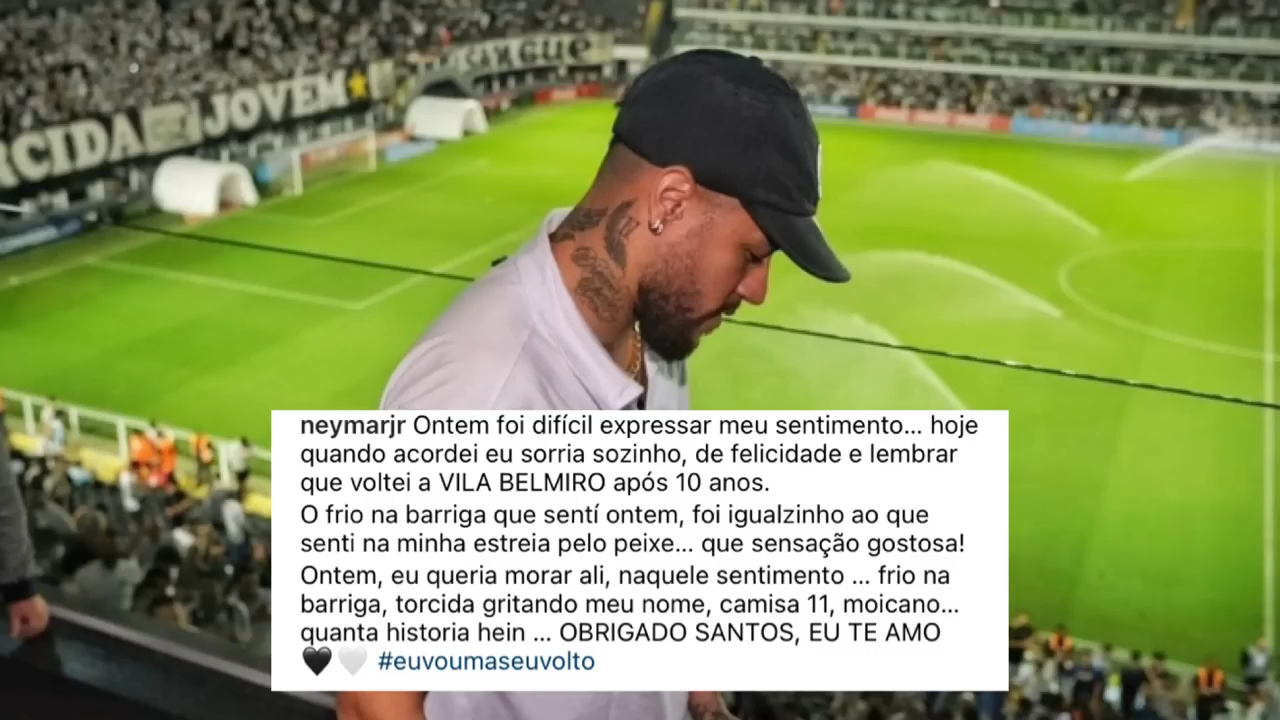 SANGUE
TORCIDA JOVEM
neymarjr Ontem foi difícil expressar meu sentimento... hoje
quando acordei eu sorria sozinho, de felicidade e lembrar
que voltei a VILA BELMIRO após 10 anos.
O frio na barriga que sentí ontem, foi igualzinho ao que
senti na minha estreia pelo peixe... que sensação gostosa!
Ontem, eu queria morar ali, naquele sentimento ... frio na
barriga, torcida gritando meu nome, camisa 11, moicano...
quanta historia hein ... OBRIGADO SANTOS, EU TE AMO
🖤🤍 #euvoumaseuvolto